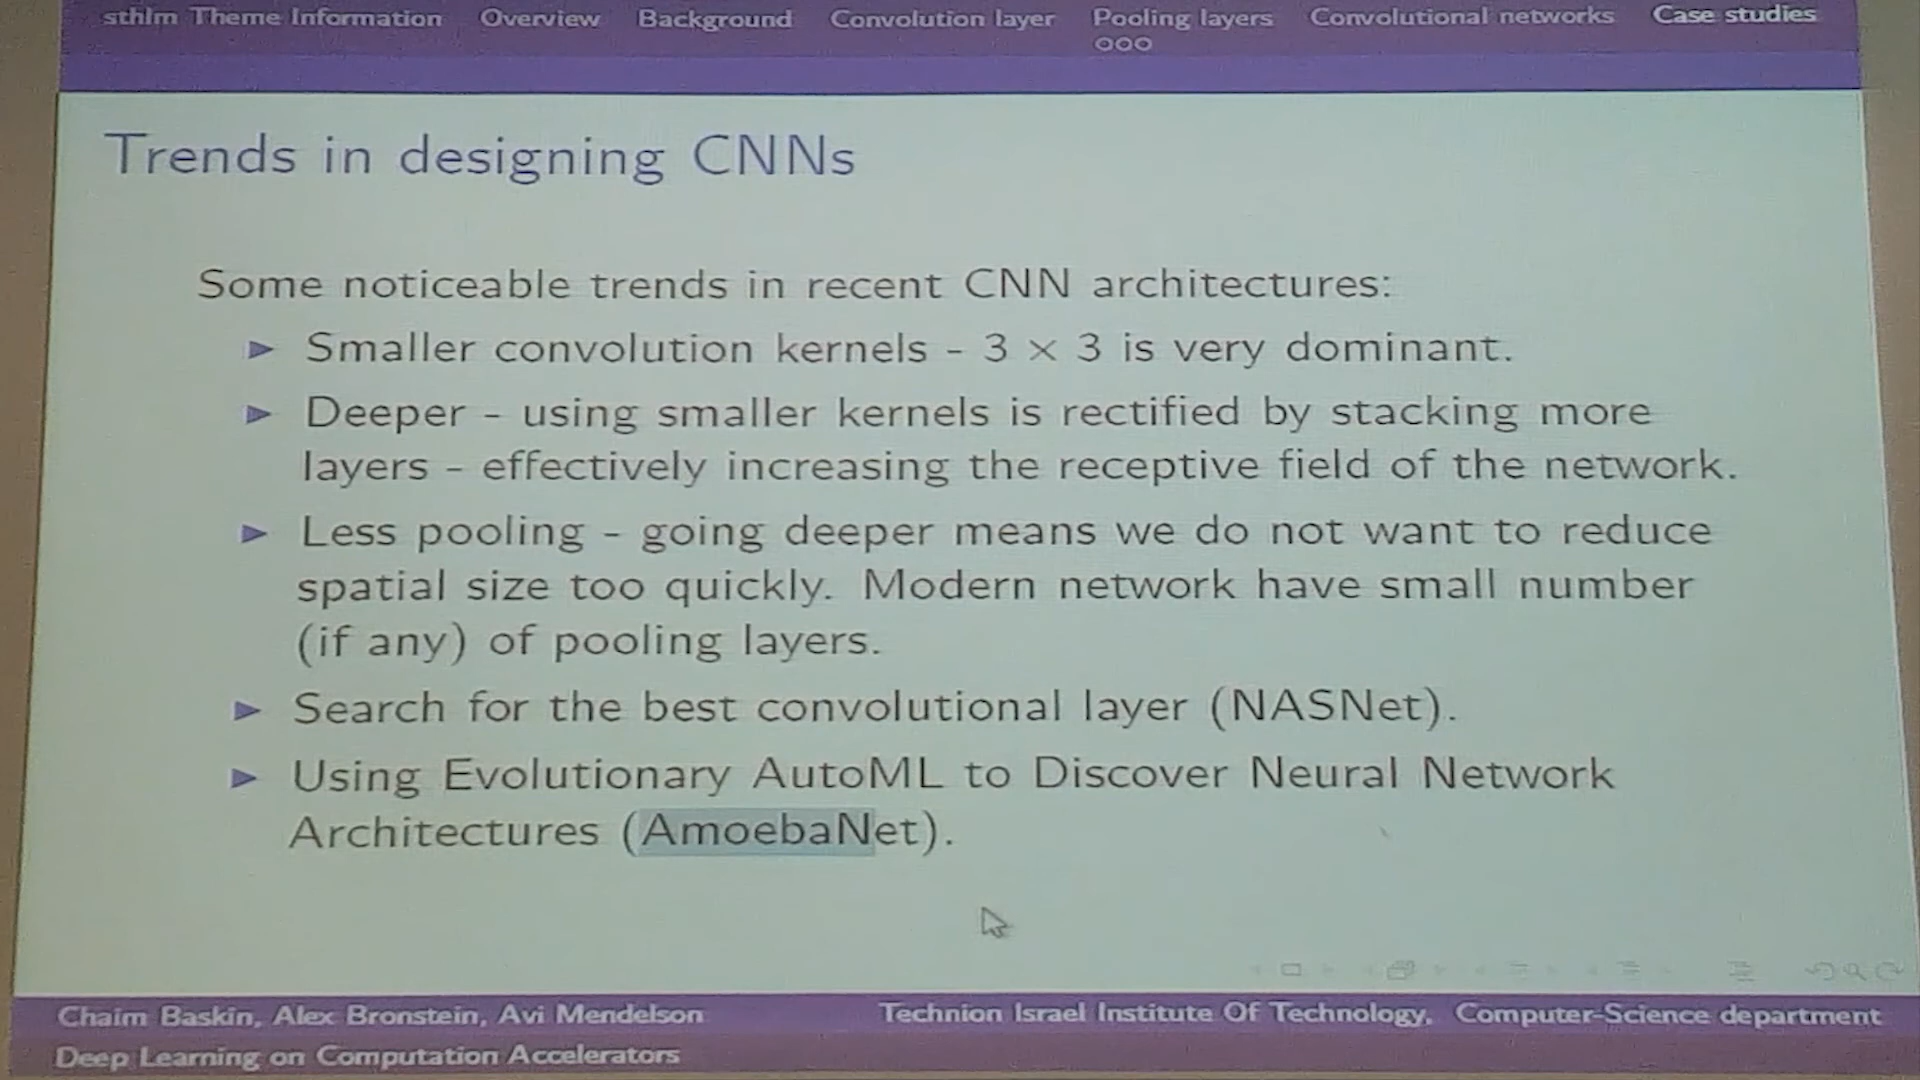 sthlm Theme Information Overview Background Convolution layer Pooling layers Convolutional networks Case studies
Trends in designing CNNs
Some noticeable trends in recent CNN architectures:
Smaller convolution kernels - 3 × 3 is very dominant.
Deeper - using smaller kernels is rectified by stacking more
layers - effectively increasing the receptive field of the network.
Less pooling - going deeper means we do not want to reduce
spatial size too quickly. Modern network have small number
(if any) of pooling layers.
Search for the best convolutional layer (NASNet).
Using Evolutionary AutoML to Discover Neural Network
Architectures (AmoebaNet).
Chaim Baskin, Alex Bronstein, Avi Mendelson Technion Israel Institute Of Technology, Computer-Science department
Deep Learning on Computation Accelerators